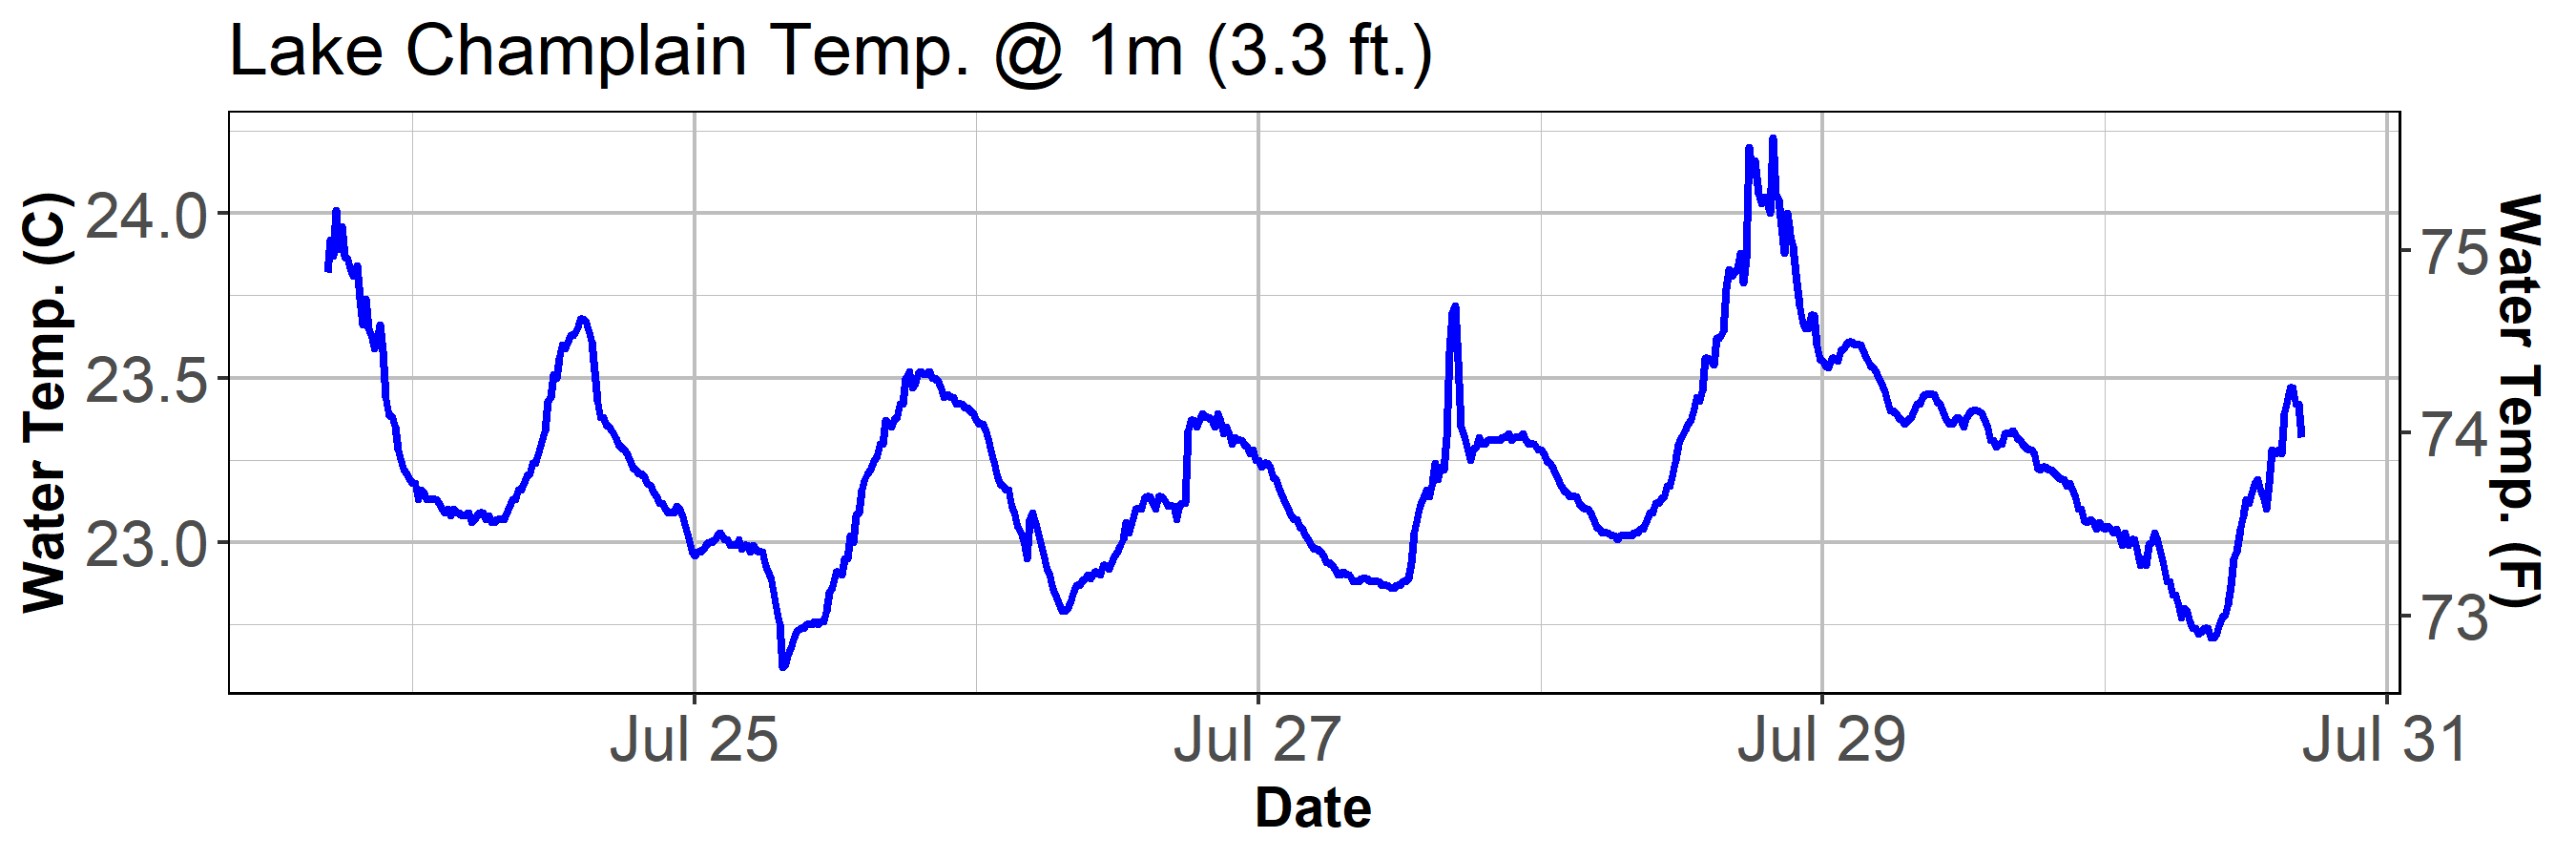 Lake Champlain Temp. @ 1m (3.3 ft.)
Water Temp. (C)
24.0
23.5
23.0
75
74
73
Water Temp. (F)
Jul 25
Jul 27
Jul 29
Jul 31
Date